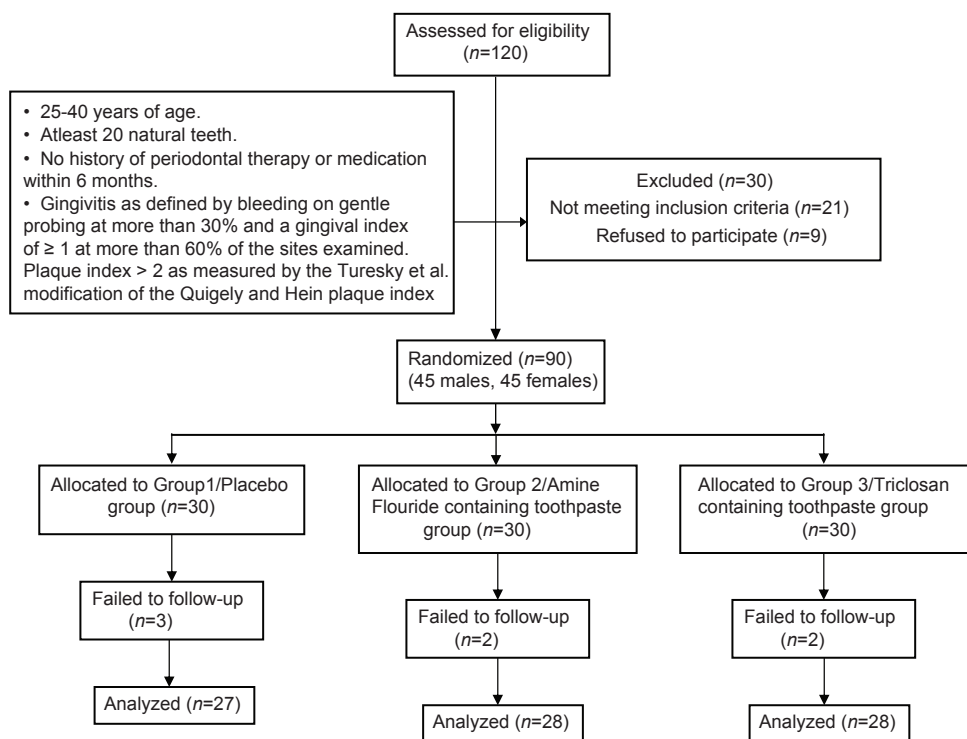 Assessed for eligibility
(n=120)
• 25-40 years of age.
• Atleast 20 natural teeth.
• No history of periodontal therapy or medication
within 6 months.
• Gingivitis as defined by bleeding on gentle
probing at more than 30% and a gingival index
of ≥ 1 at more than 60% of the sites examined.
Plaque index > 2 as measured by the Turesky et al.
modification of the Quigely and Hein plaque index
Excluded (n=30)
Not meeting inclusion criteria (n=21)
Refused to participate (n=9)
Randomized (n=90)
(45 males, 45 females)
Allocated to Group1/Placebo
group (n=30)
Allocated to Group 2/Amine
Flouride containing toothpaste
group (n=30)
Allocated to Group 3/Triclosan
containing toothpaste group
(n=30)
Failed to follow-up
(n=3)
Failed to follow-up
(n=2)
Failed to follow-up
(n=2)
Analyzed (n=27)
Analyzed (n=28)
Analyzed (n=28)